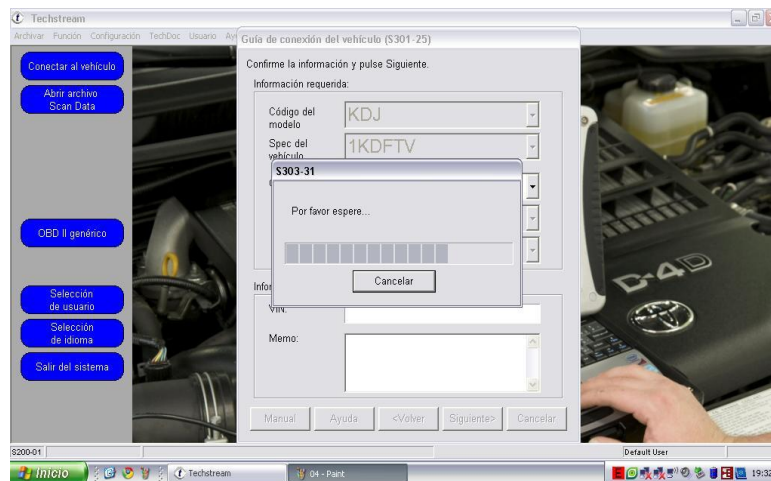 Techstream
Archivar Función Configuración TechDoc Usuario
Guía de conexión del vehículo (S301-25)
Conectar al vehículo
Abrir archivo
Scan Data
OBD II genérico
Selección
de usuario
Selección
de idioma
Salir del sistema
Confirme la información y pulse Siguiente.
Información requerida:
Código del
modelo
KDJ
Spec del
vehículo
1KDFTV
S303-31
Por favor espere...
Cancelar
VIN:
Memo:
Manual Ayuda <Volver Siguiente> Cancelar
D-4D
S200-01
Default User
Inicio
Techstream
04 - Paint
19:32